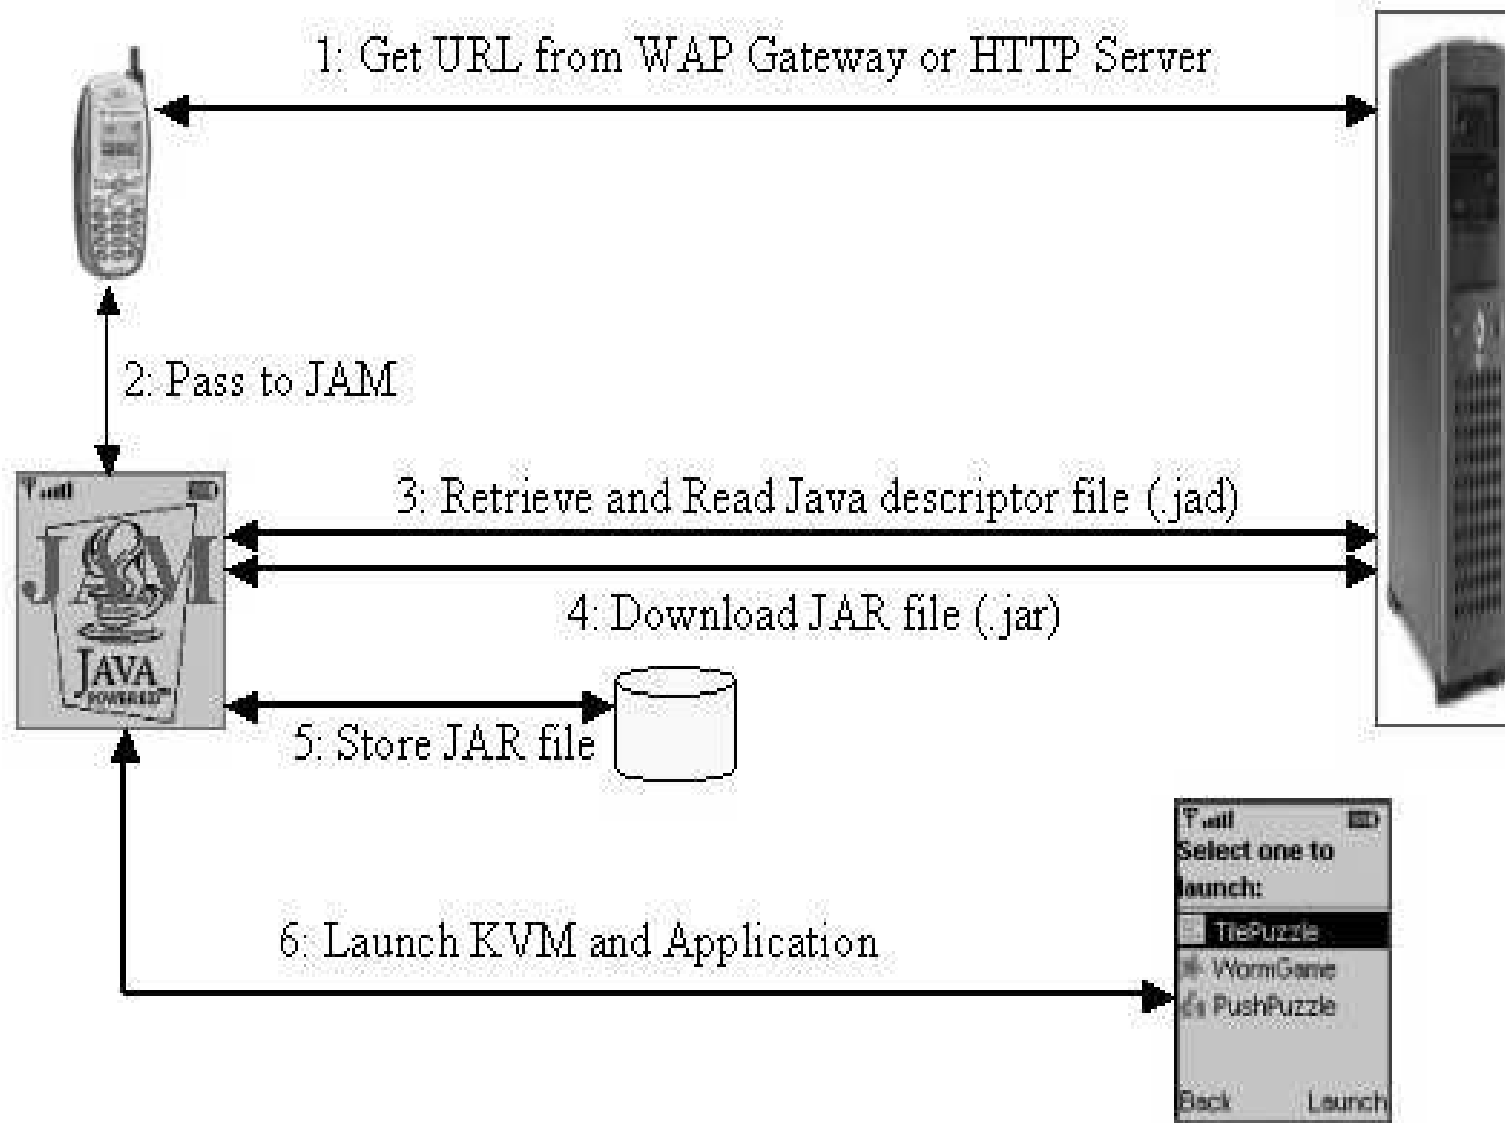 1: Get URL from WAP Gateway or HTTP Server
2: Pass to JAM
3: Retrieve and Read Java descriptor file (.jad)
JAM
JAVA
POWERED™
4: Download JAR file (.jar)
5: Store JAR file
Select one to
launch:
TilePuzzle
WormGame
PushPuzzle
Back Launch
6: Launch KVM and Application